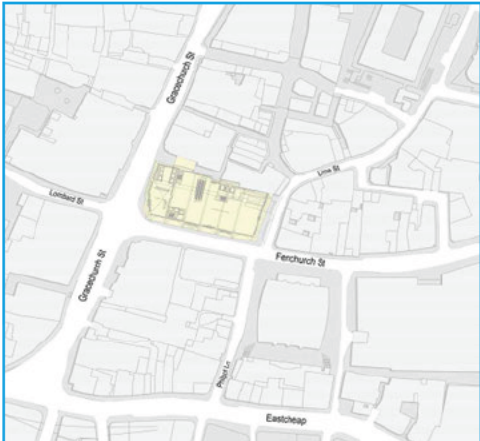 Gracechurch St
Lime St
Lombard St
Fenchurch St
Gracechurch St
Philpot Ln
Eastcheap